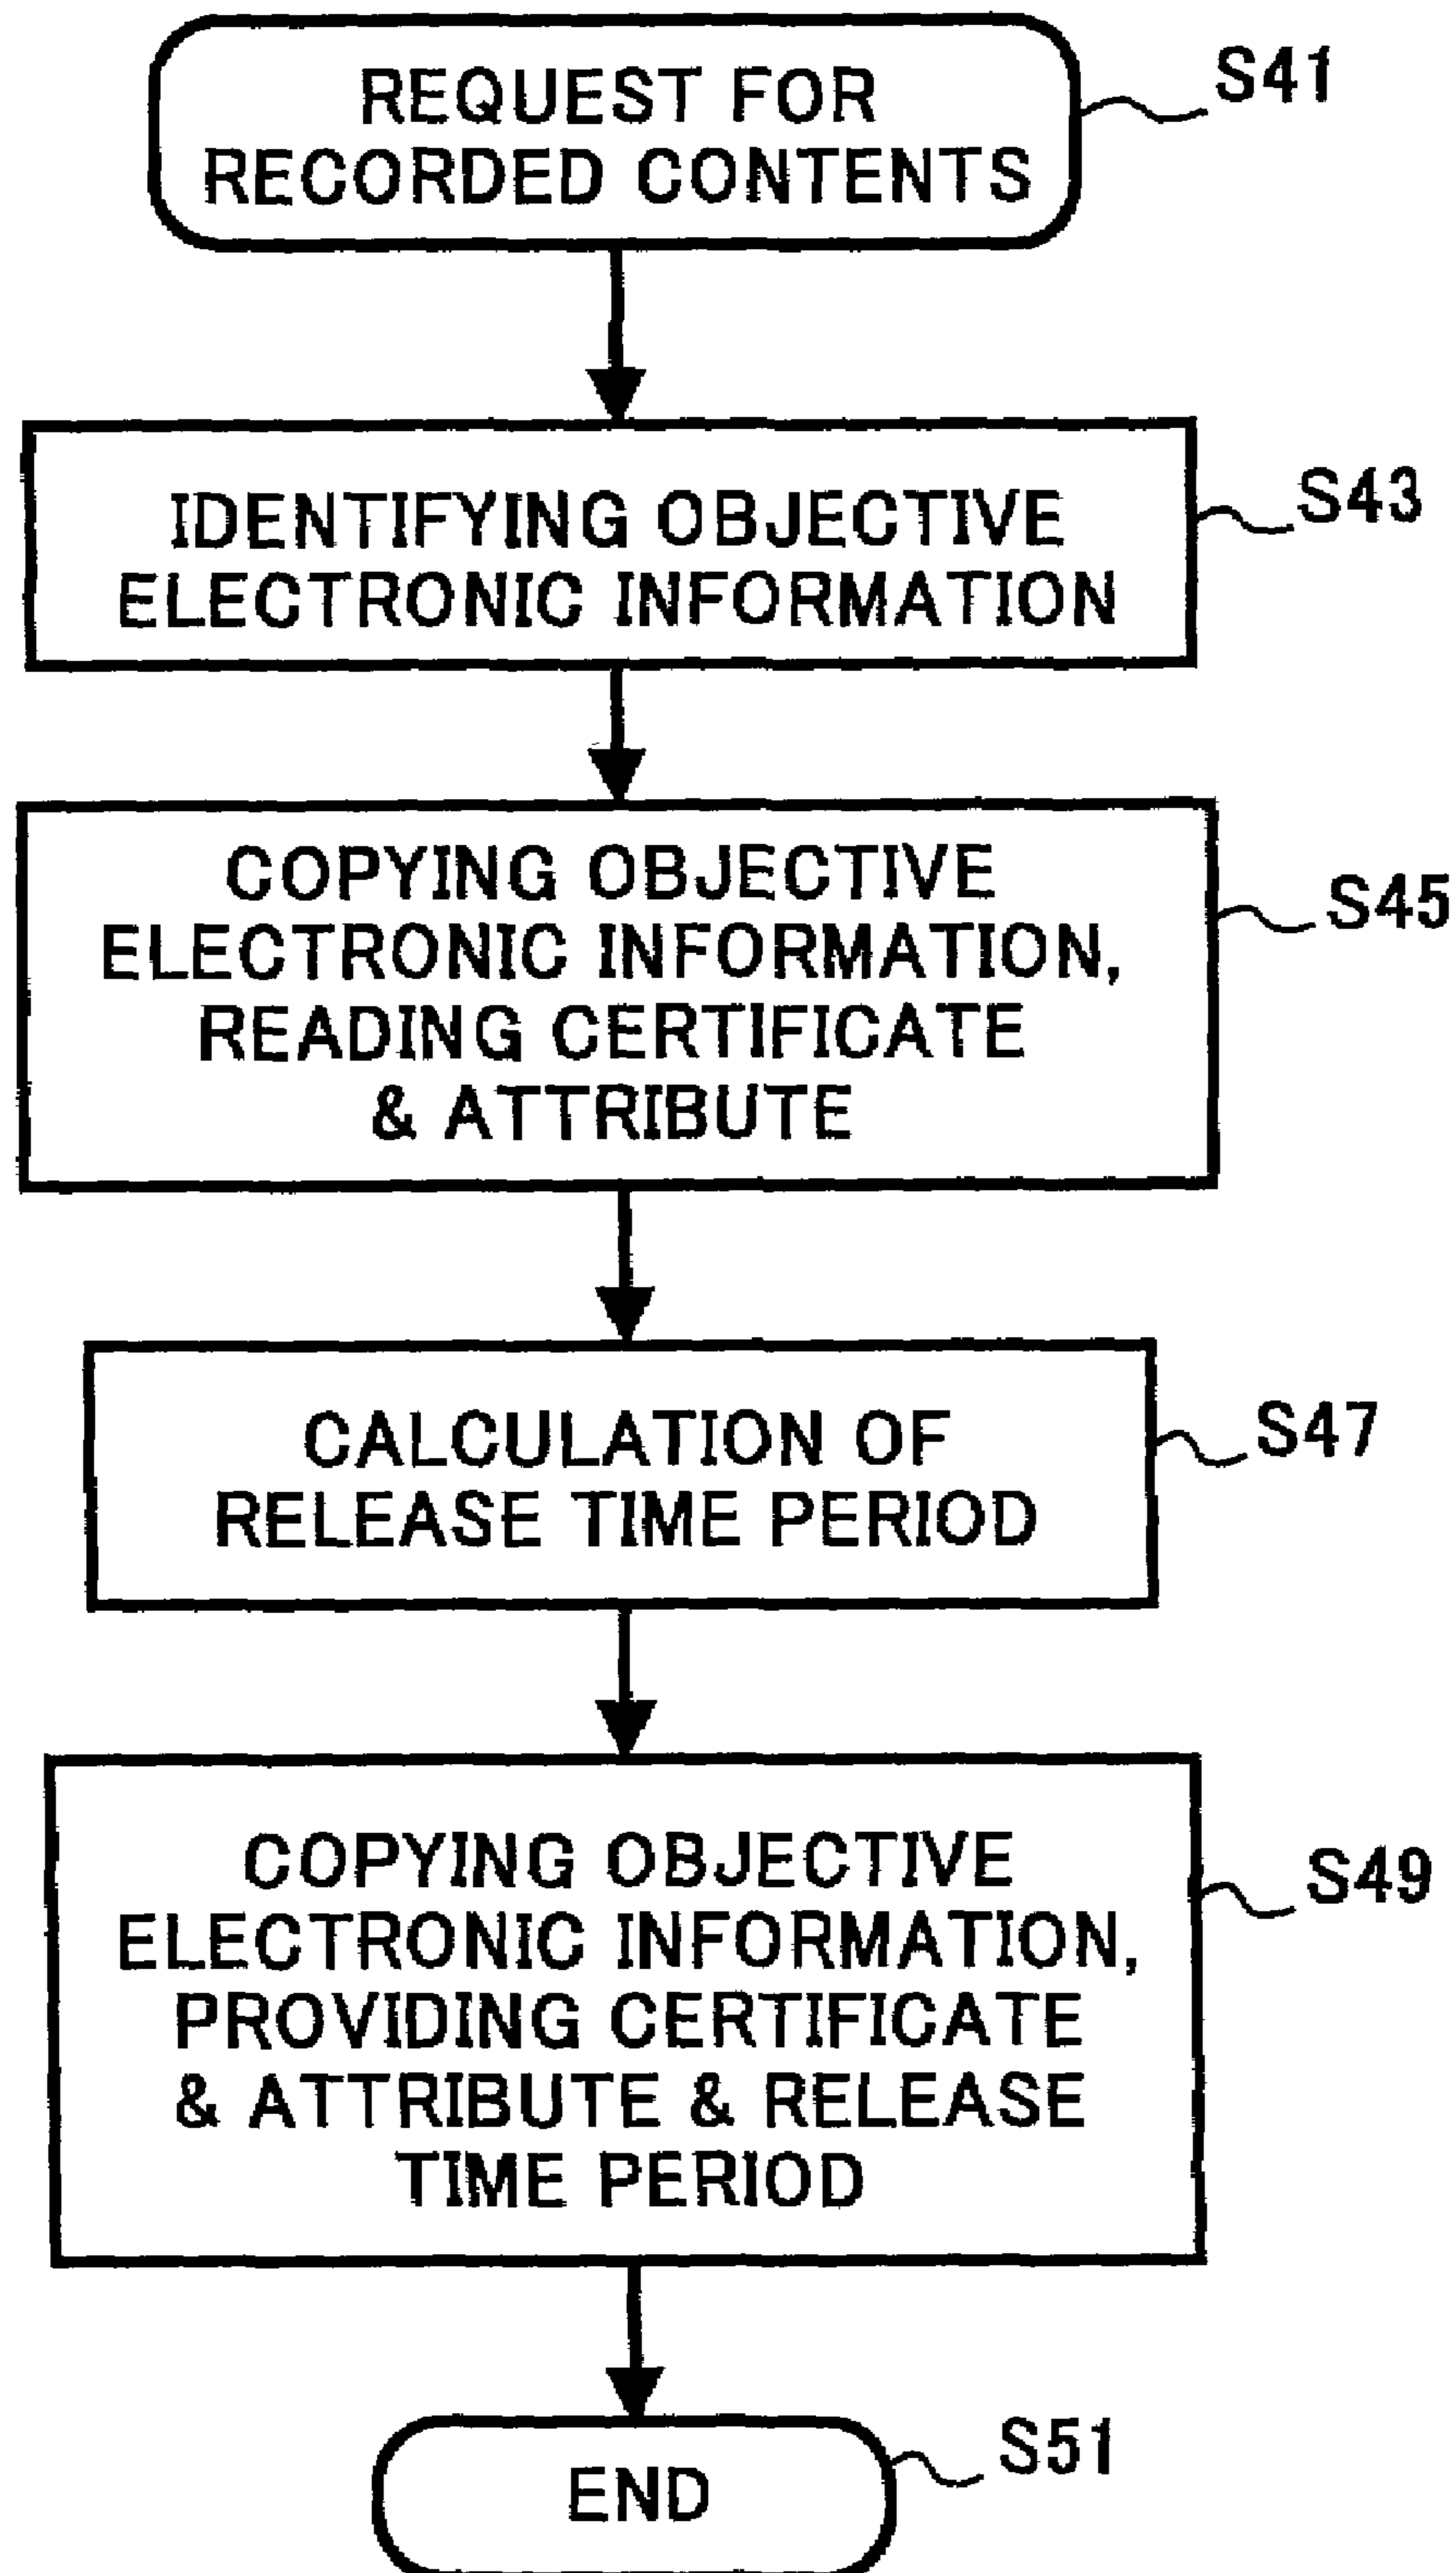 REQUEST FOR
RECORDED CONTENTS
S41
IDENTIFYING OBJECTIVE
ELECTRONIC INFORMATION
S43
COPYING OBJECTIVE
ELECTRONIC INFORMATION,
READING CERTIFICATE
& ATTRIBUTE
S45
CALCULATION OF
RELEASE TIME PERIOD
S47
COPYING OBJECTIVE
ELECTRONIC INFORMATION,
PROVIDING CERTIFICATE
& ATTRIBUTE & RELEASE
TIME PERIOD
S49
END
S51